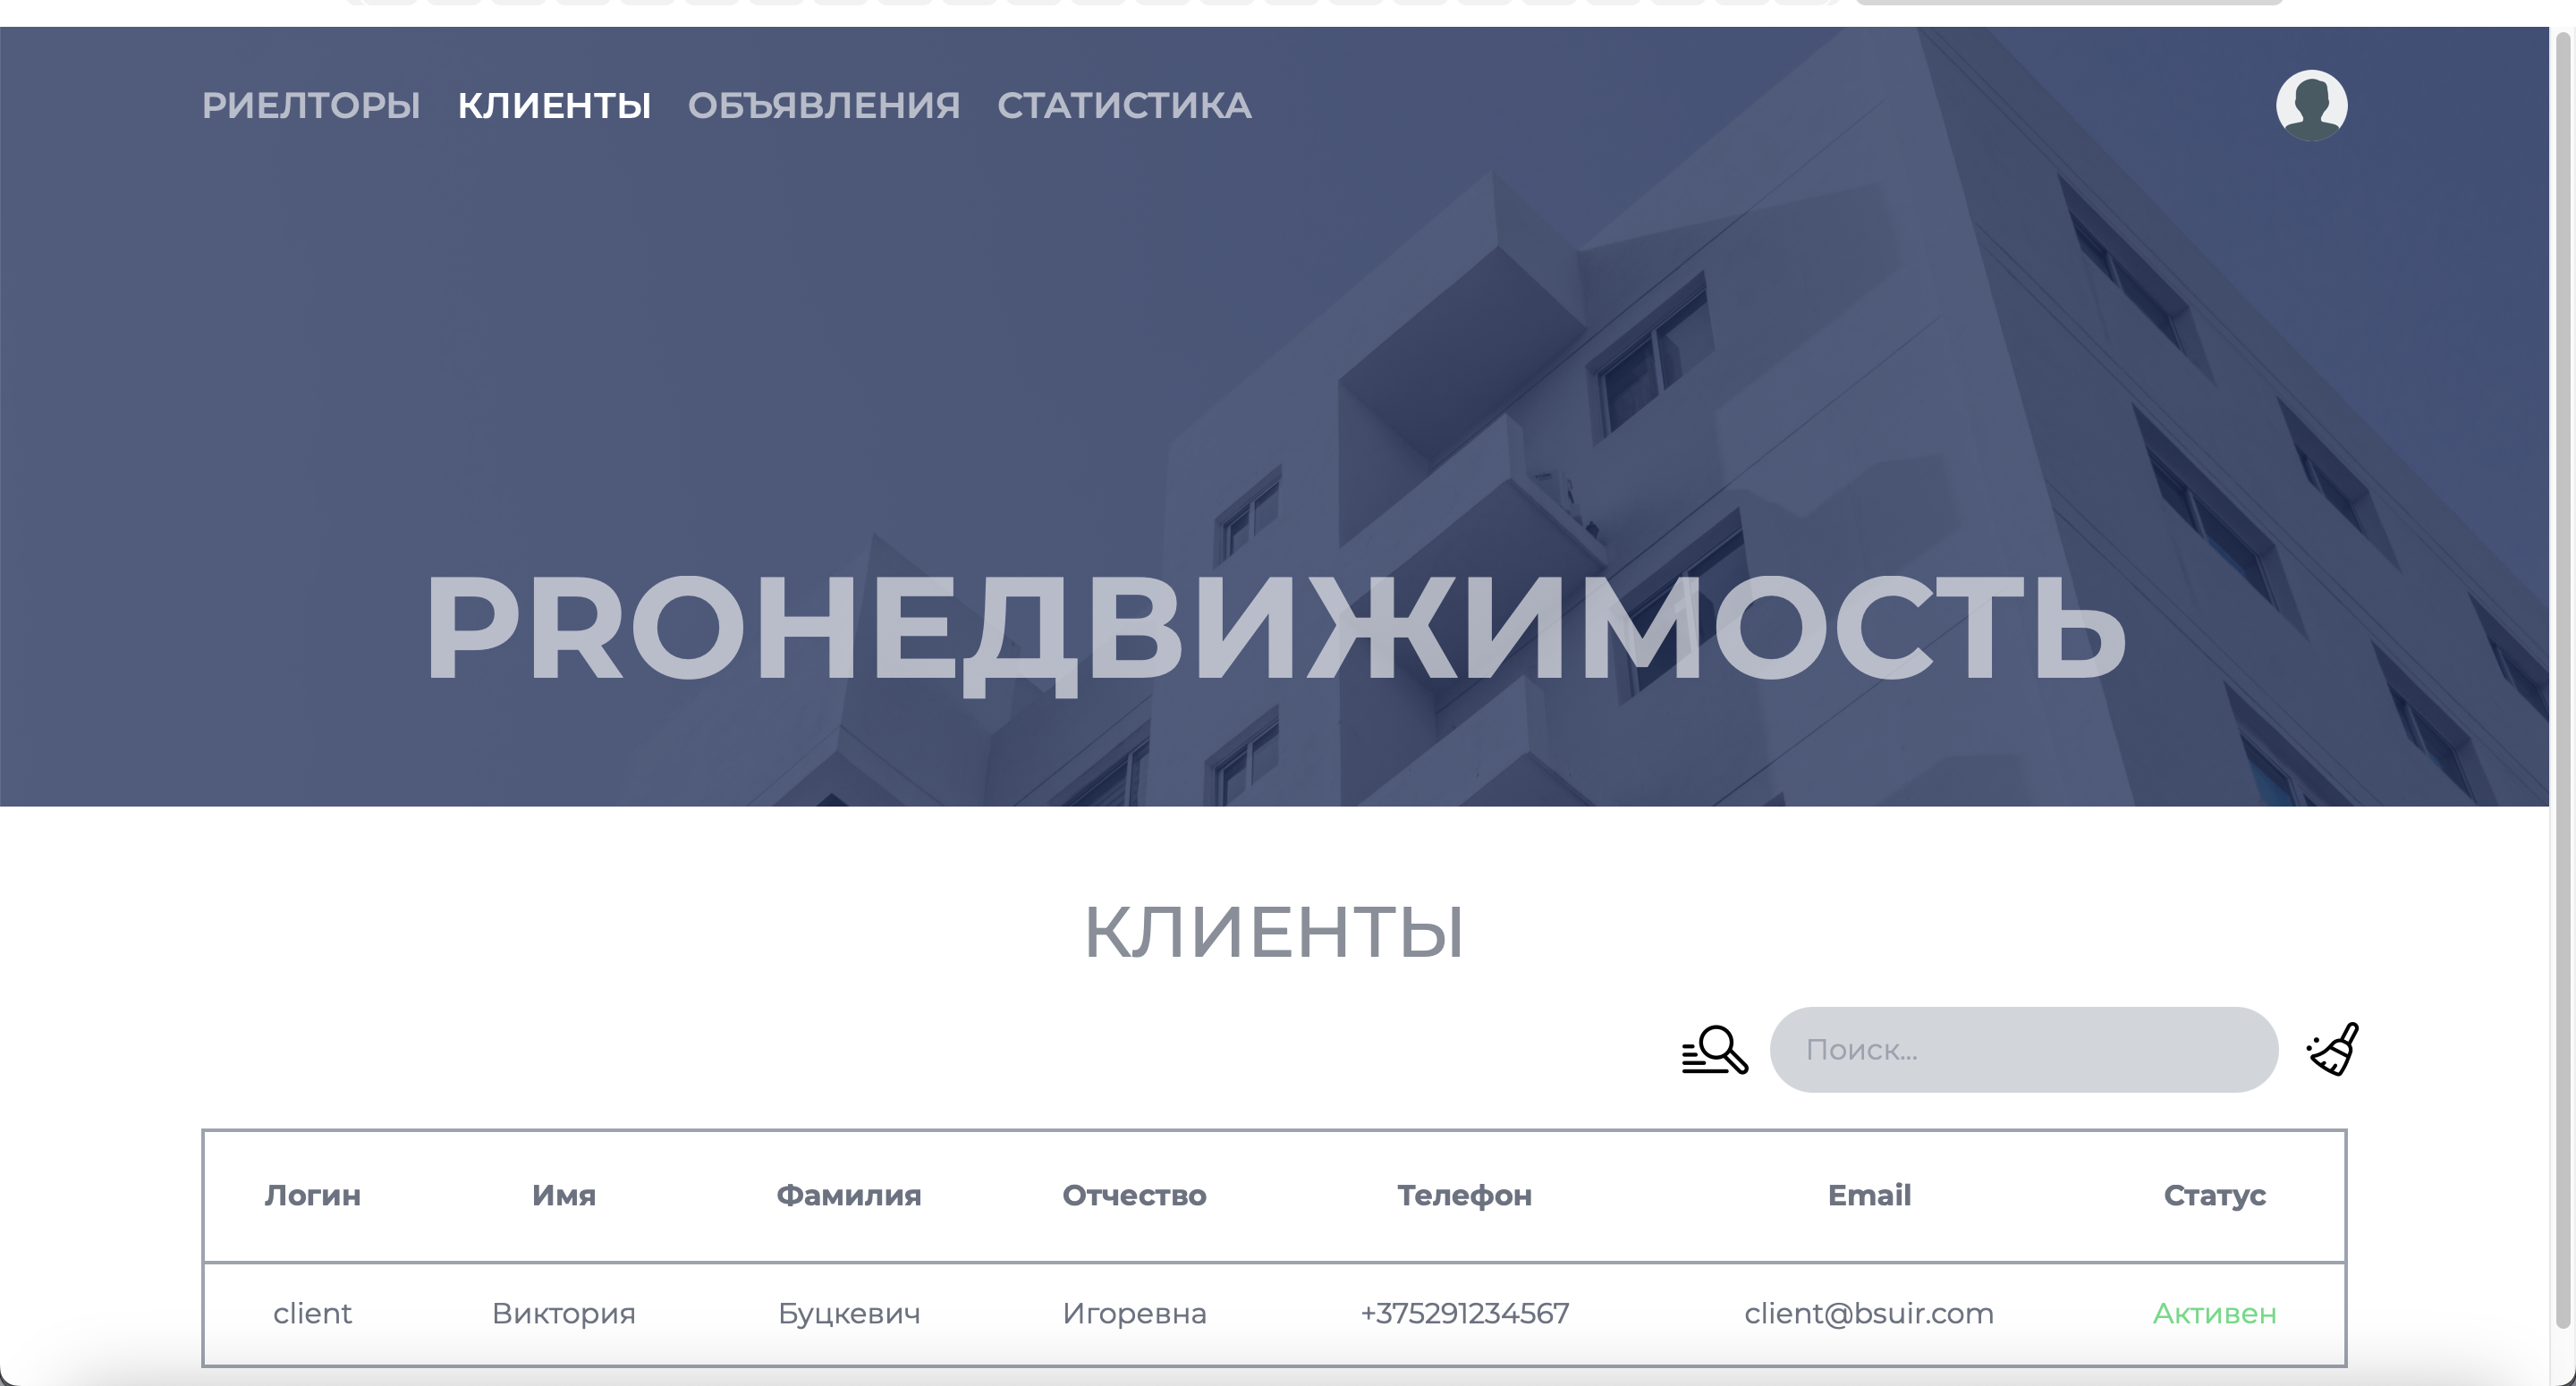 РИЕЛТОРЫ КЛИЕНТЫ ОБЪЯВЛЕНИЯ СТАТИСТИКА
PROНЕДВИЖИМОСТЬ
КЛИЕНТЫ
Поиск...
Логин Имя Фамилия Отчество Телефон Email Статус
client Виктория Буцкевич Игоревна +375291234567 client@bsuir.com Активен